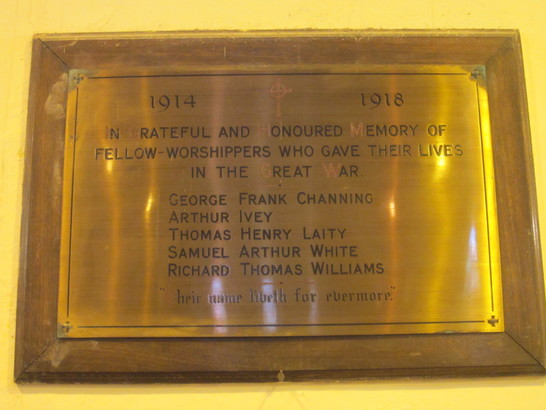 1914 1918
IN GRATEFUL AND HONOURED MEMORY OF
FELLOW-WORSHIPPERS WHO GAVE THEIR LIVES
IN THE GREAT WAR
GEORGE FRANK CHANNING
ARTHUR IVEY
THOMAS HENRY LAITY
SAMUEL ARTHUR WHITE
RICHARD THOMAS WILLIAMS
"Their name liveth for evermore."